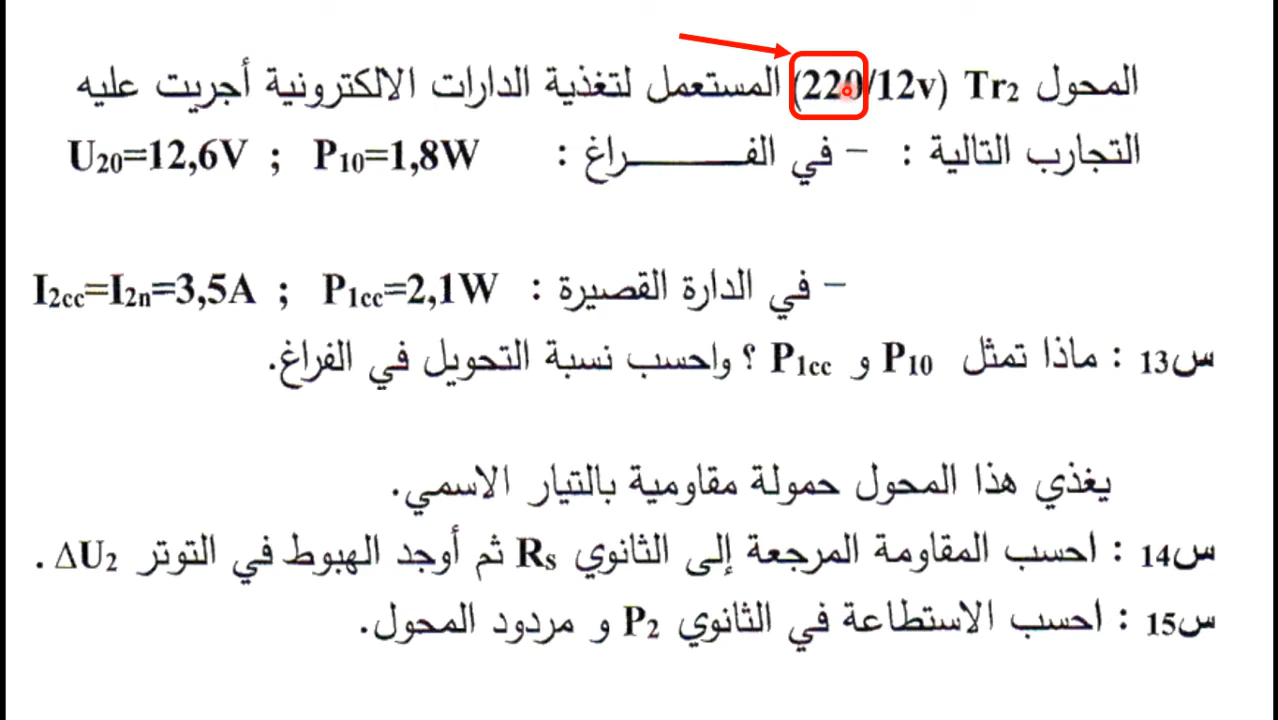 المحول Tr2 (220/12v) المستعمل لتغذية الدارات الالكترونية أجريت عليه
التجارب التالية : – في الفـــــــــراغ : P10=1,8W ; U20=12,6V
– في الدارة القصيرة : P1cc=2,1W ; I2cc=I2n=3,5A
س13 : ماذا تمثل P10 و P1cc ؟ واحسب نسبة التحويل في الفراغ.
يغذي هذا المحول حمولة مقاومية بالتيار الاسمي.
س14 : احسب المقاومة المرجعة إلى الثانوي Rs ثم أوجد الهبوط في التوتر ΔU2 .
س15 : احسب الاستطاعة في الثانوي P2 و مردود المحول.